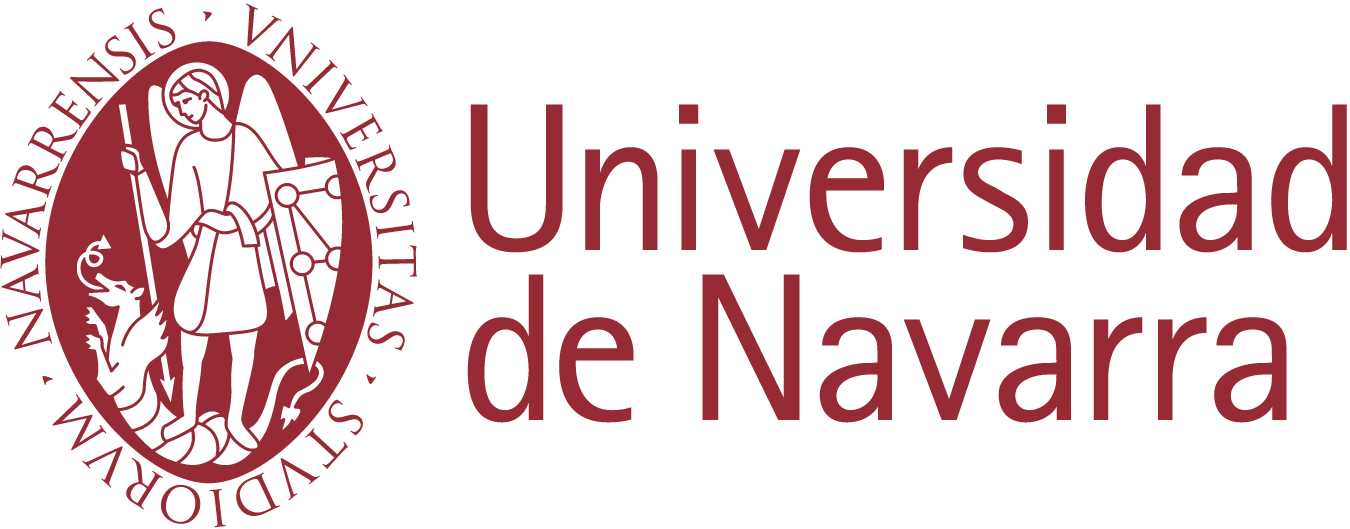 VNIVERSITAS · STVDIORVM · NAVARRENSIS ·
Universidad
de Navarra